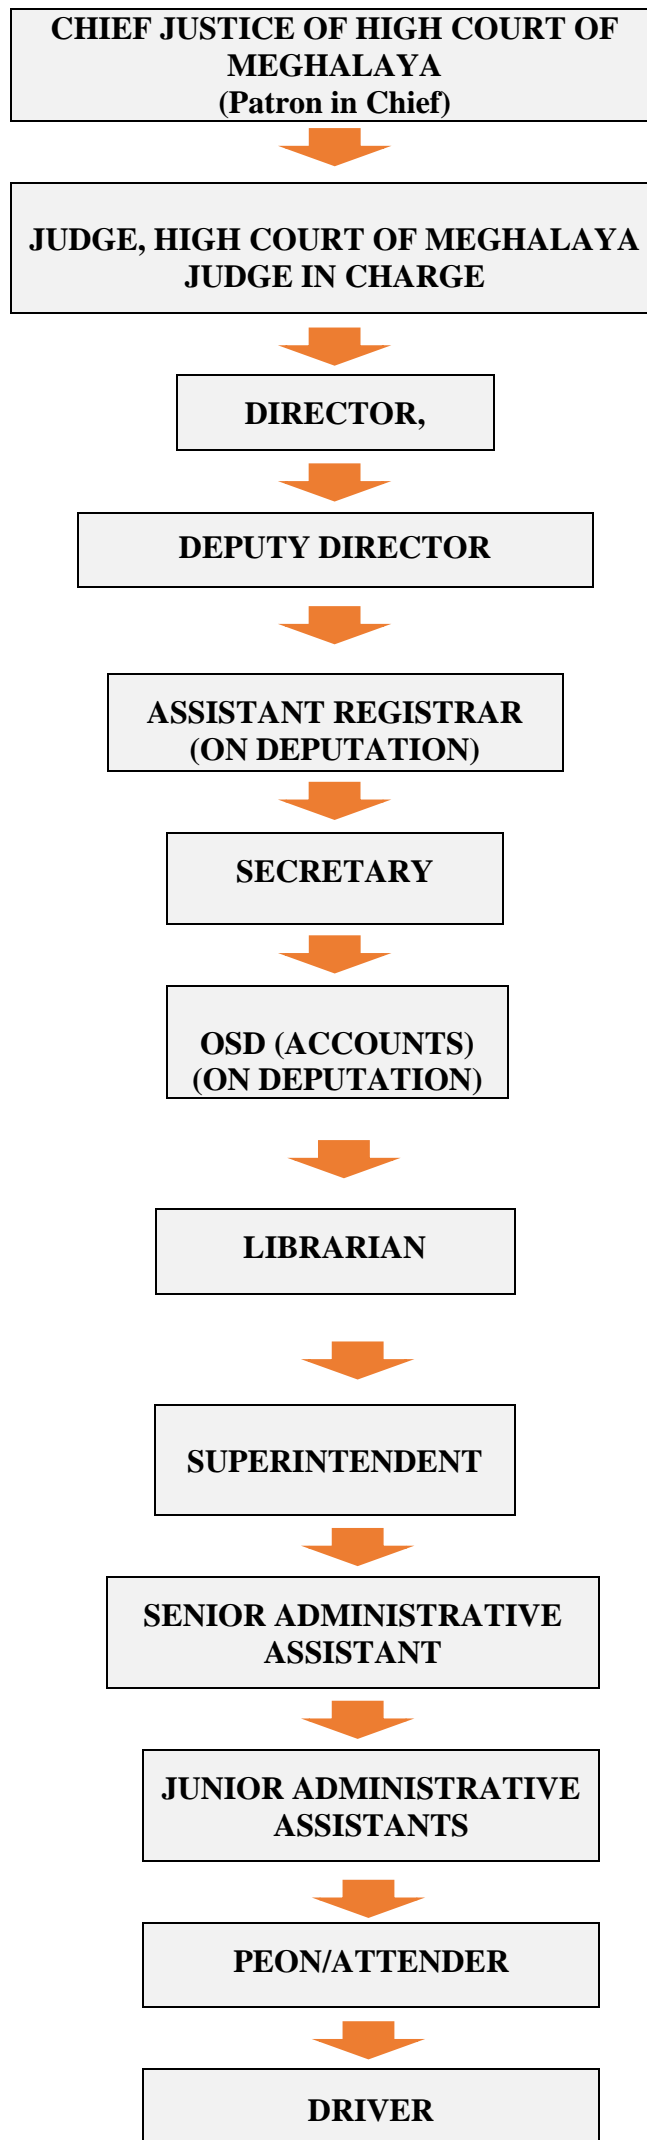 CHIEF JUSTICE OF HIGH COURT OF
MEGHALAYA
(Patron in Chief)
JUDGE, HIGH COURT OF MEGHALAYA
JUDGE IN CHARGE
DIRECTOR,
DEPUTY DIRECTOR
ASSISTANT REGISTRAR
(ON DEPUTATION)
SECRETARY
OSD (ACCOUNTS)
(ON DEPUTATION)
LIBRARIAN
SUPERINTENDENT
SENIOR ADMINISTRATIVE
ASSISTANT
JUNIOR ADMINISTRATIVE
ASSISTANTS
PEON/ATTENDER
DRIVER